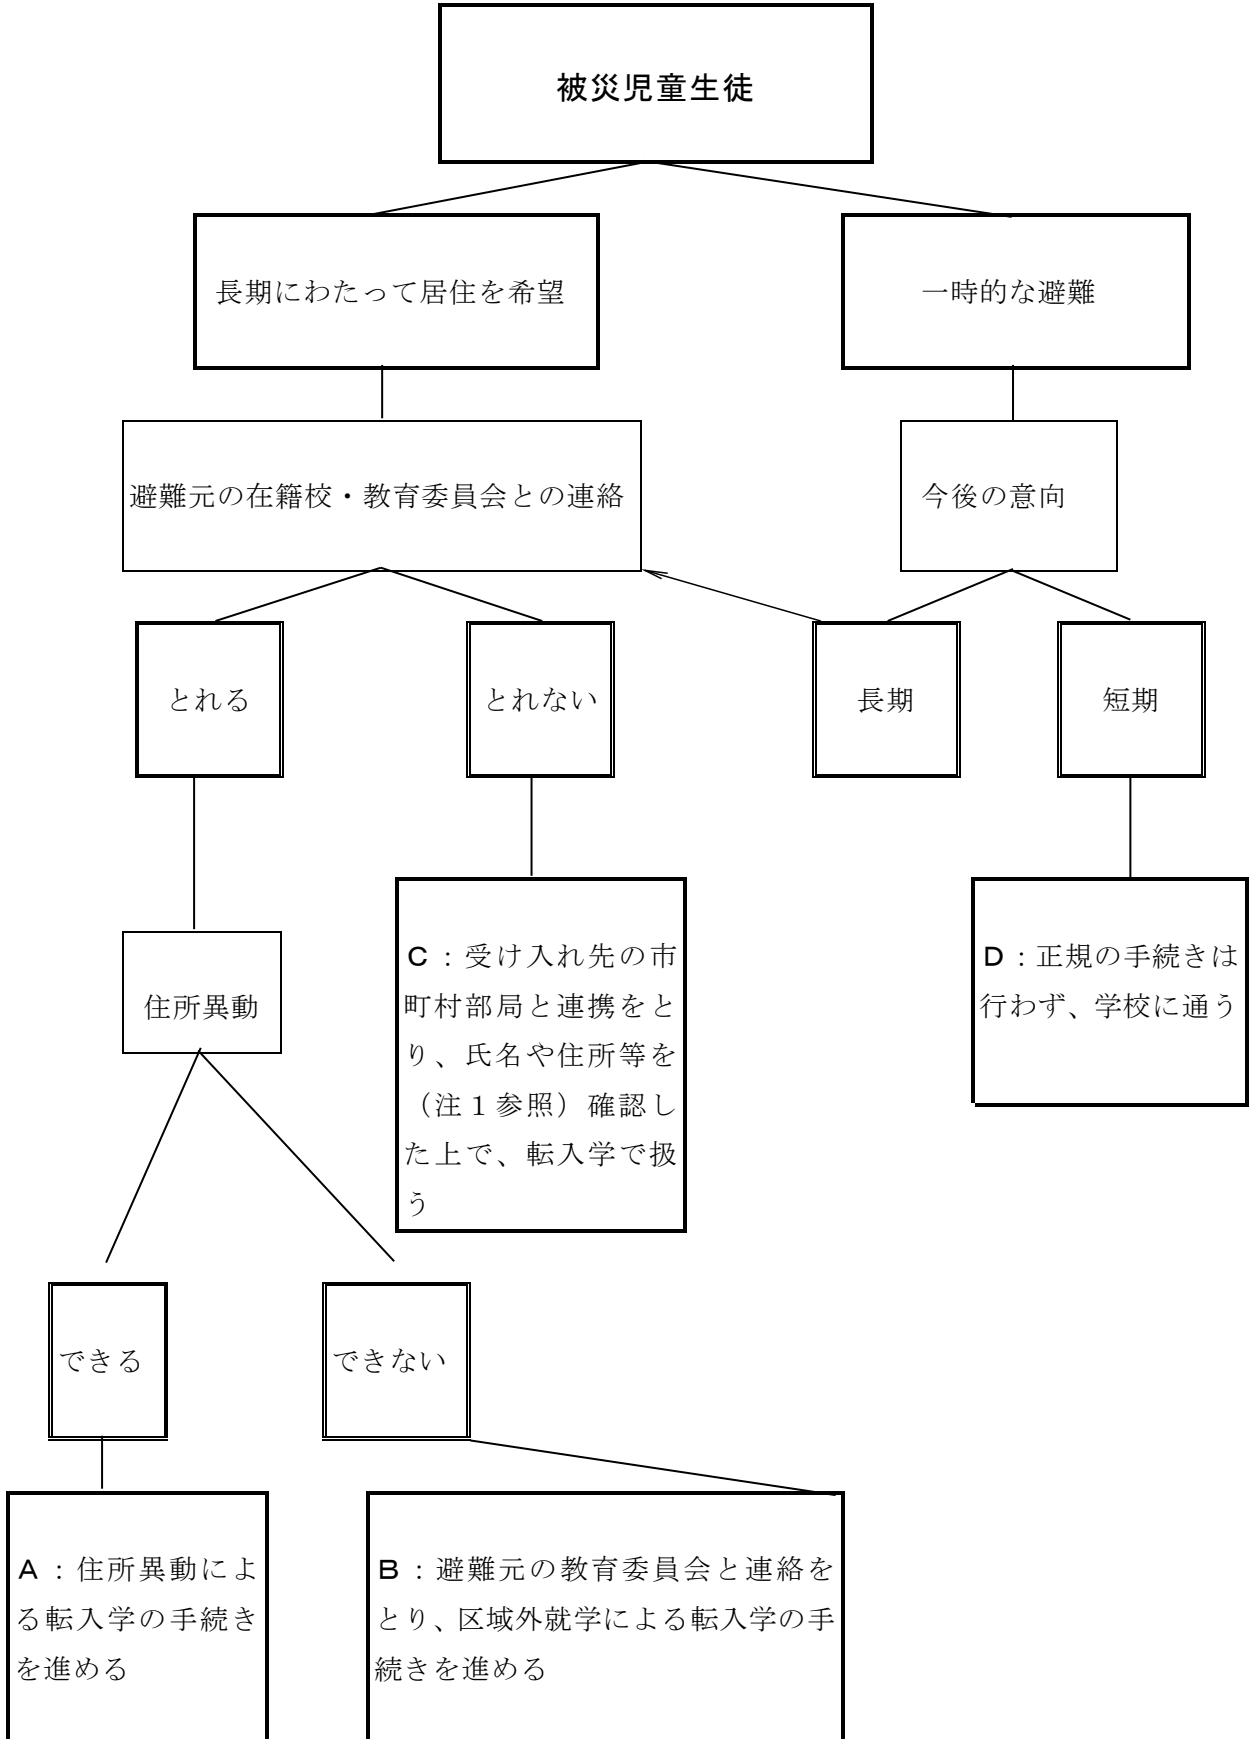 被災児童生徒
長期にわたって居住を希望
一時的な避難
避難元の在籍校・教育委員会との連絡
今後の意向
とれる
とれない
長期
短期
住所異動
C：受け入れ先の市
町村部局と連携をと
り、氏名や住所等を
（注１参照）確認し
た上で、転入学で扱
う
D：正規の手続きは
行わず、学校に通う
できる
できない
A：住所異動によ
る転入学の手続き
を進める
B：避難元の教育委員会と連絡を
とり、区域外就学による転入学の手
続きを進める